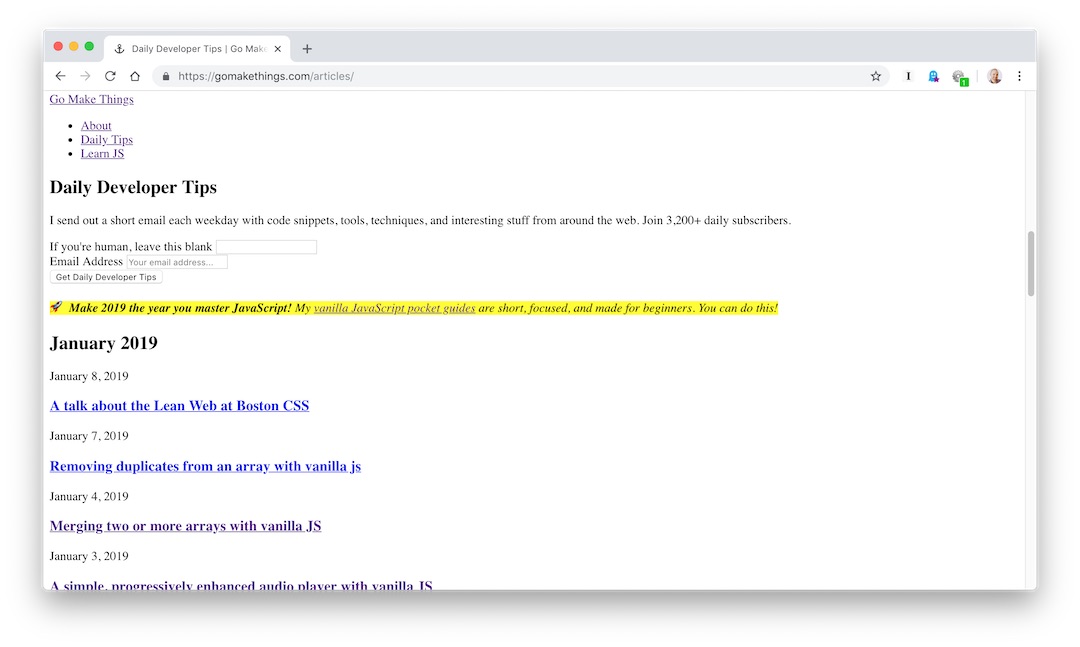 Daily Developer Tips | Go Make
https://gomakethings.com/articles/
Go Make Things
About
Daily Tips
Learn JS
Daily Developer Tips
I send out a short email each weekday with code snippets, tools, techniques, and interesting stuff from around the web. Join 3,200+ daily subscribers.
If you're human, leave this blank
Email Address Your email address...
Get Daily Developer Tips
🚀 Make 2019 the year you master JavaScript! My vanilla JavaScript pocket guides are short, focused, and made for beginners. You can do this!
January 2019
January 8, 2019
A talk about the Lean Web at Boston CSS
January 7, 2019
Removing duplicates from an array with vanilla js
January 4, 2019
Merging two or more arrays with vanilla JS
January 3, 2019
A simple, progressively enhanced audio player with vanilla JS